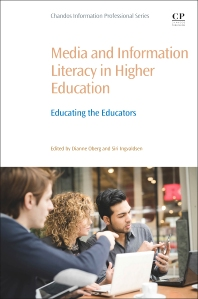 Chandos Information Professional Series
CP
Media and Information
Literacy in Higher
Education
Educating the Educators
Edited by Dianne Oberg and Siri Ingvaldsen